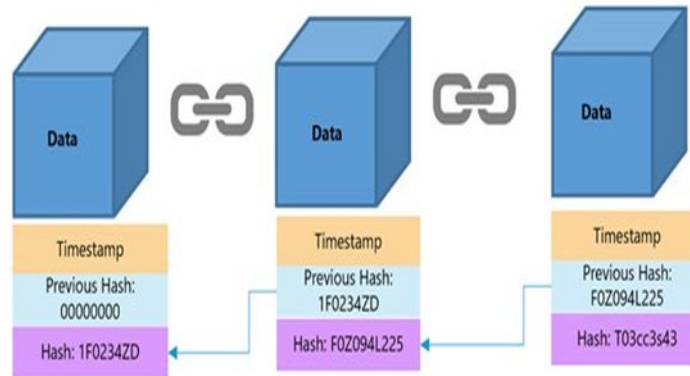 Data
Timestamp
Previous Hash:
00000000
Hash: 1F0234ZD
Data
Timestamp
Previous Hash:
1F0234ZD
Hash: F0Z094L225
Data
Timestamp
Previous Hash:
F0Z094L225
Hash: T03cc3s43